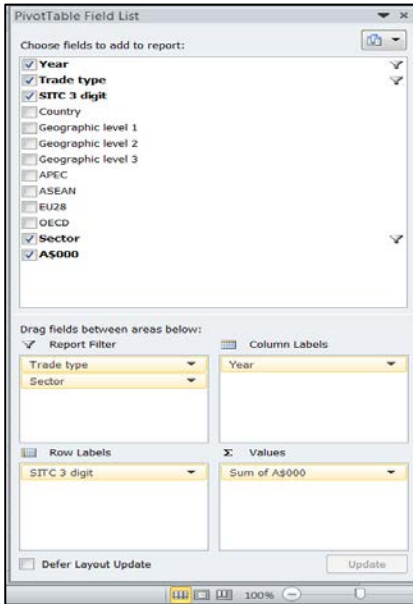 PivotTable Field List
Choose fields to add to report:
Year
Trade type
SITC 3 digit
Country
Geographic level 1
Geographic level 2
Geographic level 3
APEC
ASEAN
EU28
OECD
Sector
A$000
Drag fields between areas below:
Report Filter
Column Labels
Trade type
Year
Sector
Row Labels
Σ Values
SITC 3 digit
Sum of A$000
Defer Layout Update
Update
100%